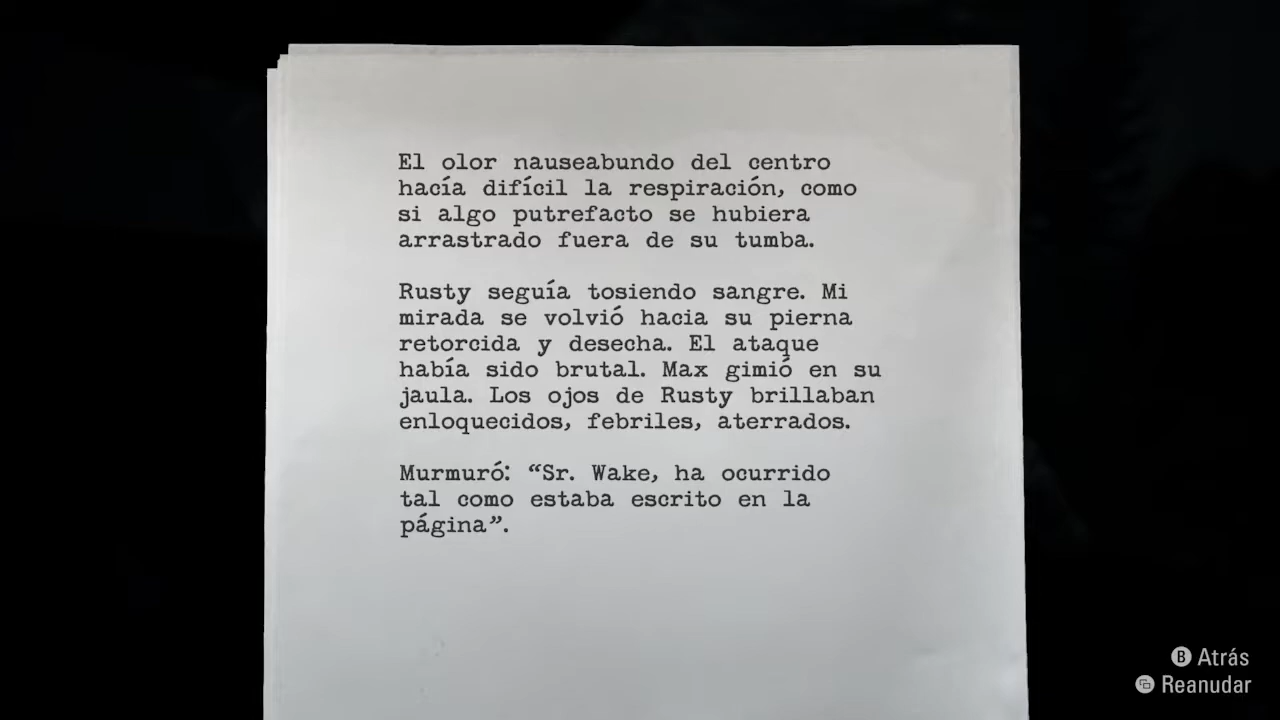 El olor nauseabundo del centro
hacía difícil la respiración, como
si algo putrefacto se hubiera
arrastrado fuera de su tumba.
Rusty seguía tosiendo sangre. Mi
mirada se volvió hacia su pierna
retorcida y desecha. El ataque
había sido brutal. Max gimió en su
jaula. Los ojos de Rusty brillaban
enloquecidos, febriles, aterrados.
Murmuró: “Sr. Wake, ha ocurrido
tal como estaba escrito en la
página”.
B Atrás
Reanudar